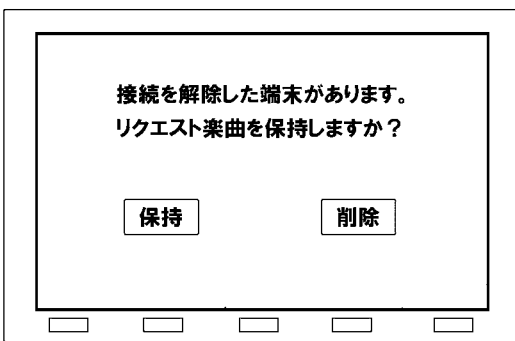 接続を解除した端末があります。
リクエスト楽曲を保持しますか？
保持 削除